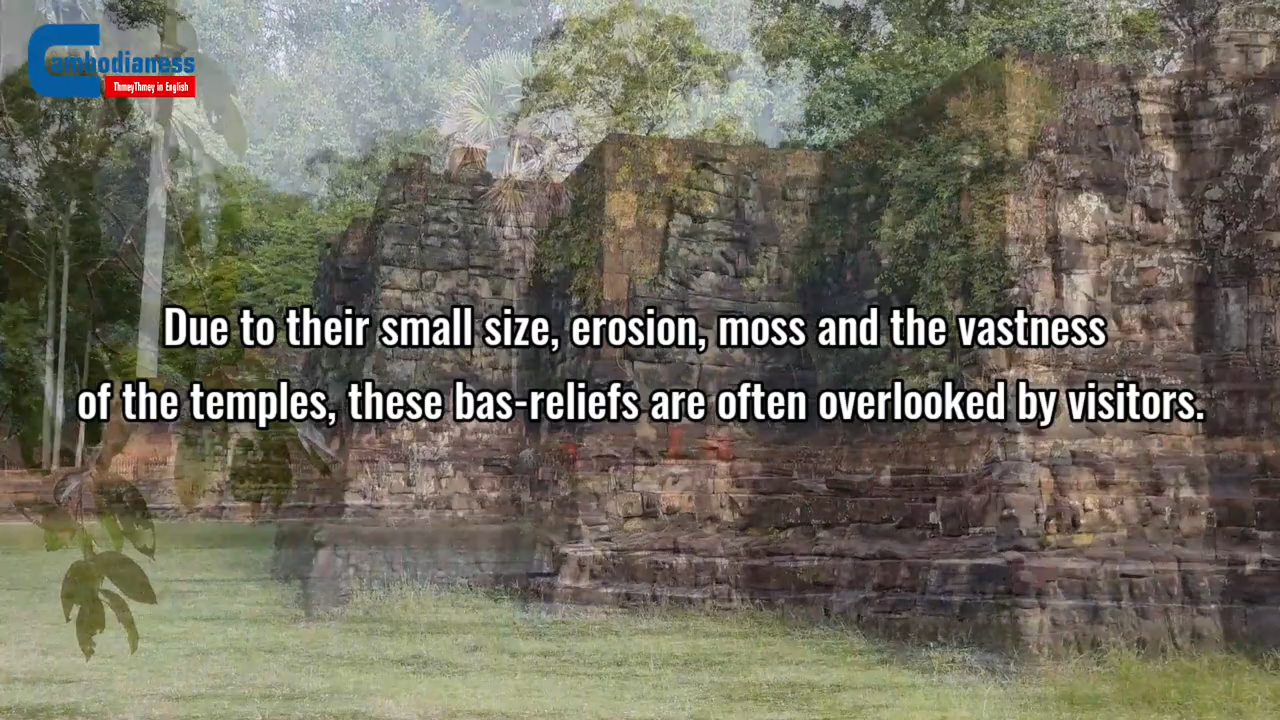 Cambodianess
ThmeyThmey in English
Due to their small size, erosion, moss and the vastness
of the temples, these bas-reliefs are often overlooked by visitors.